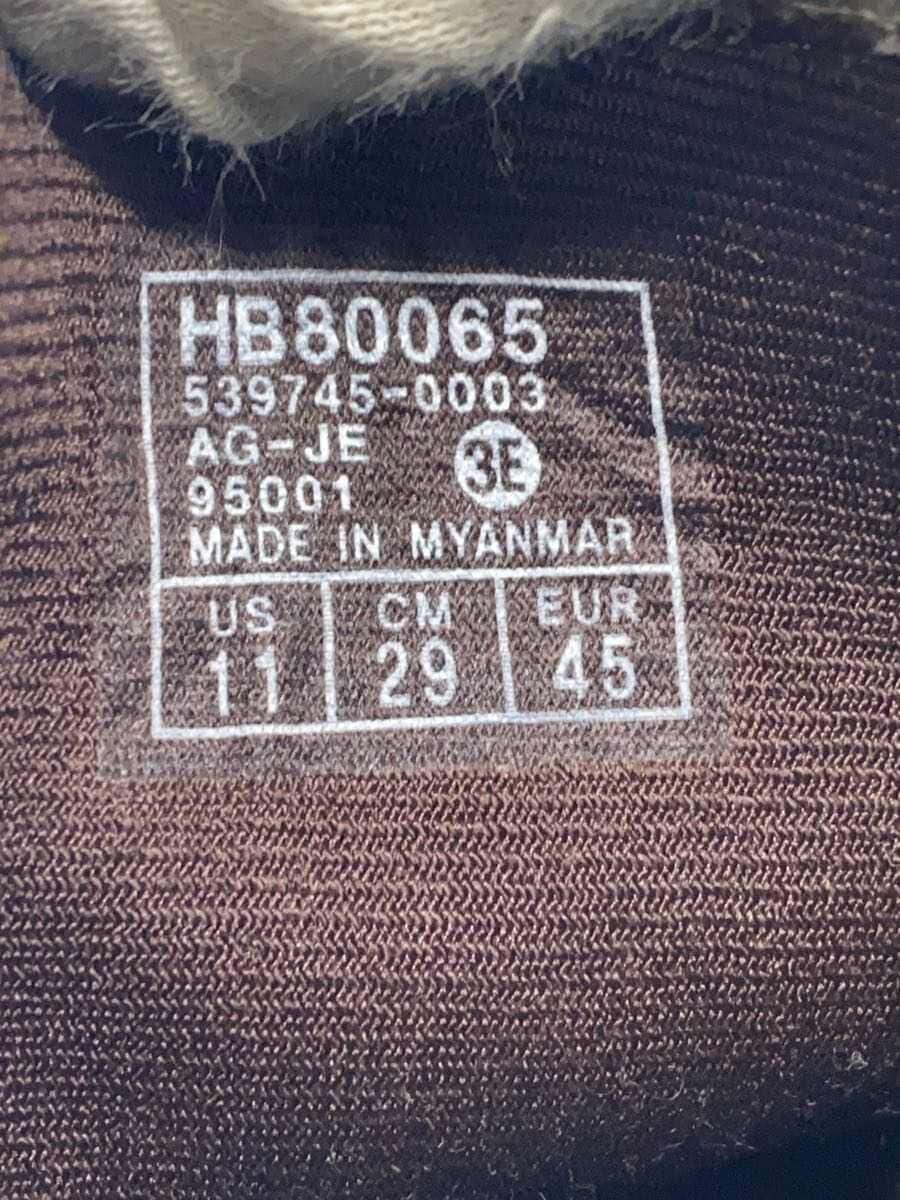 HB80065
539745-0003
AG-JE
3E
95001
MADE IN MYANMAR
US CM EUR
11 29 45